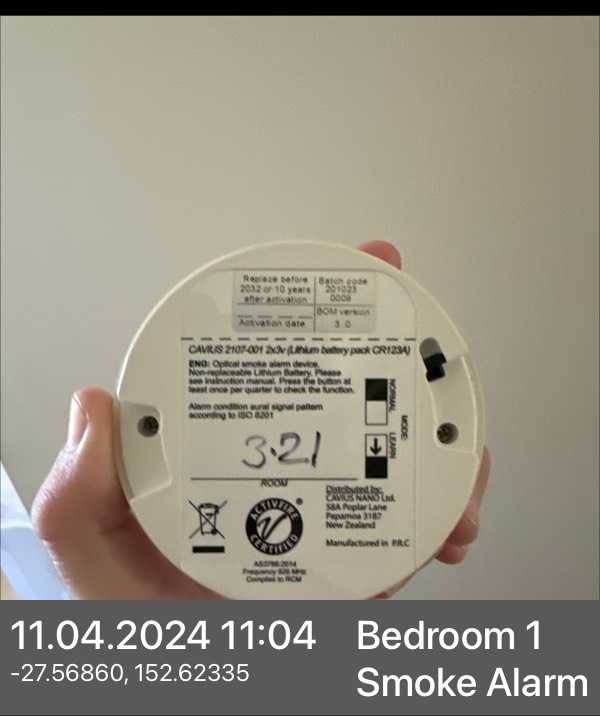 Replace before
2032 or 10 years
after activation
Activation date
Batch code
201023
0009
BOM version
3.0
CAVIUS 2107-001 2x3v (Lithium battery pack CR123A)
ENG: Optical smoke alarm device.
Non-replaceable Lithium Battery. Please
see instruction manual. Press the button at
least once per quarter to check the function.
Alarm condition aural signal pattern
according to ISO 8201
NORMAL
MODE:
LEARN
3.21
ROOM
ACTIVFIRE
CERTIFIED
®
Distributed by:
CAVIUS NANO Ltd.
58A Poplar Lane
Papamoa 3187
New Zealand
Manufactured in P.R.C
AS3786:2014
Frequency 926 MHz
Complies to RCM
11.04.2024 11:04
-27.56860, 152.62335
Bedroom 1
Smoke Alarm